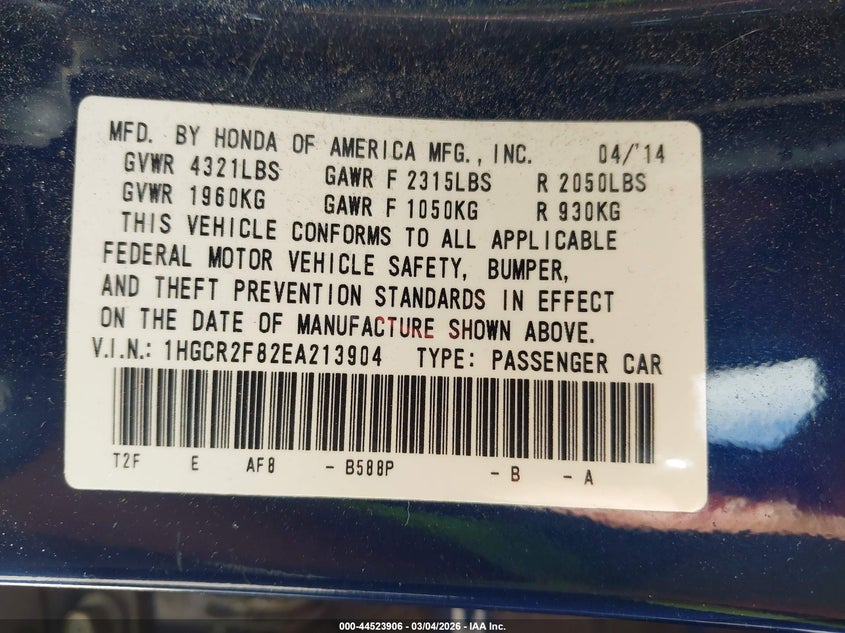 MFD. BY HONDA OF AMERICA MFG., INC. 04/'14
GVWR 4321LBS GAWR F 2315LBS R 2050LBS
GVWR 1960KG GAWR F 1050KG R 930KG
THIS VEHICLE CONFORMS TO ALL APPLICABLE
FEDERAL MOTOR VEHICLE SAFETY, BUMPER,
AND THEFT PREVENTION STANDARDS IN EFFECT
ON THE DATE OF MANUFACTURE SHOWN ABOVE.
V.I.N.: 1HGCR2F82EA213904 TYPE: PASSENGER CAR
T2F E AF8 - B588P - B - A
000-44523906 - 03/04/2026 - IAA Inc.